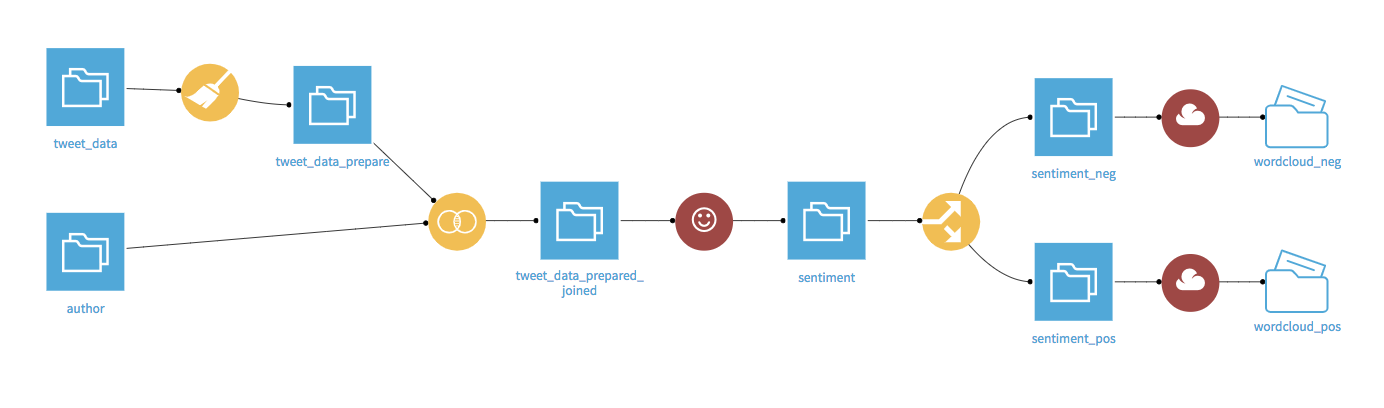 tweet_data
tweet_data_prepare
author
tweet_data_prepared_
joined
sentiment
sentiment_neg
wordcloud_neg
sentiment_pos
wordcloud_pos